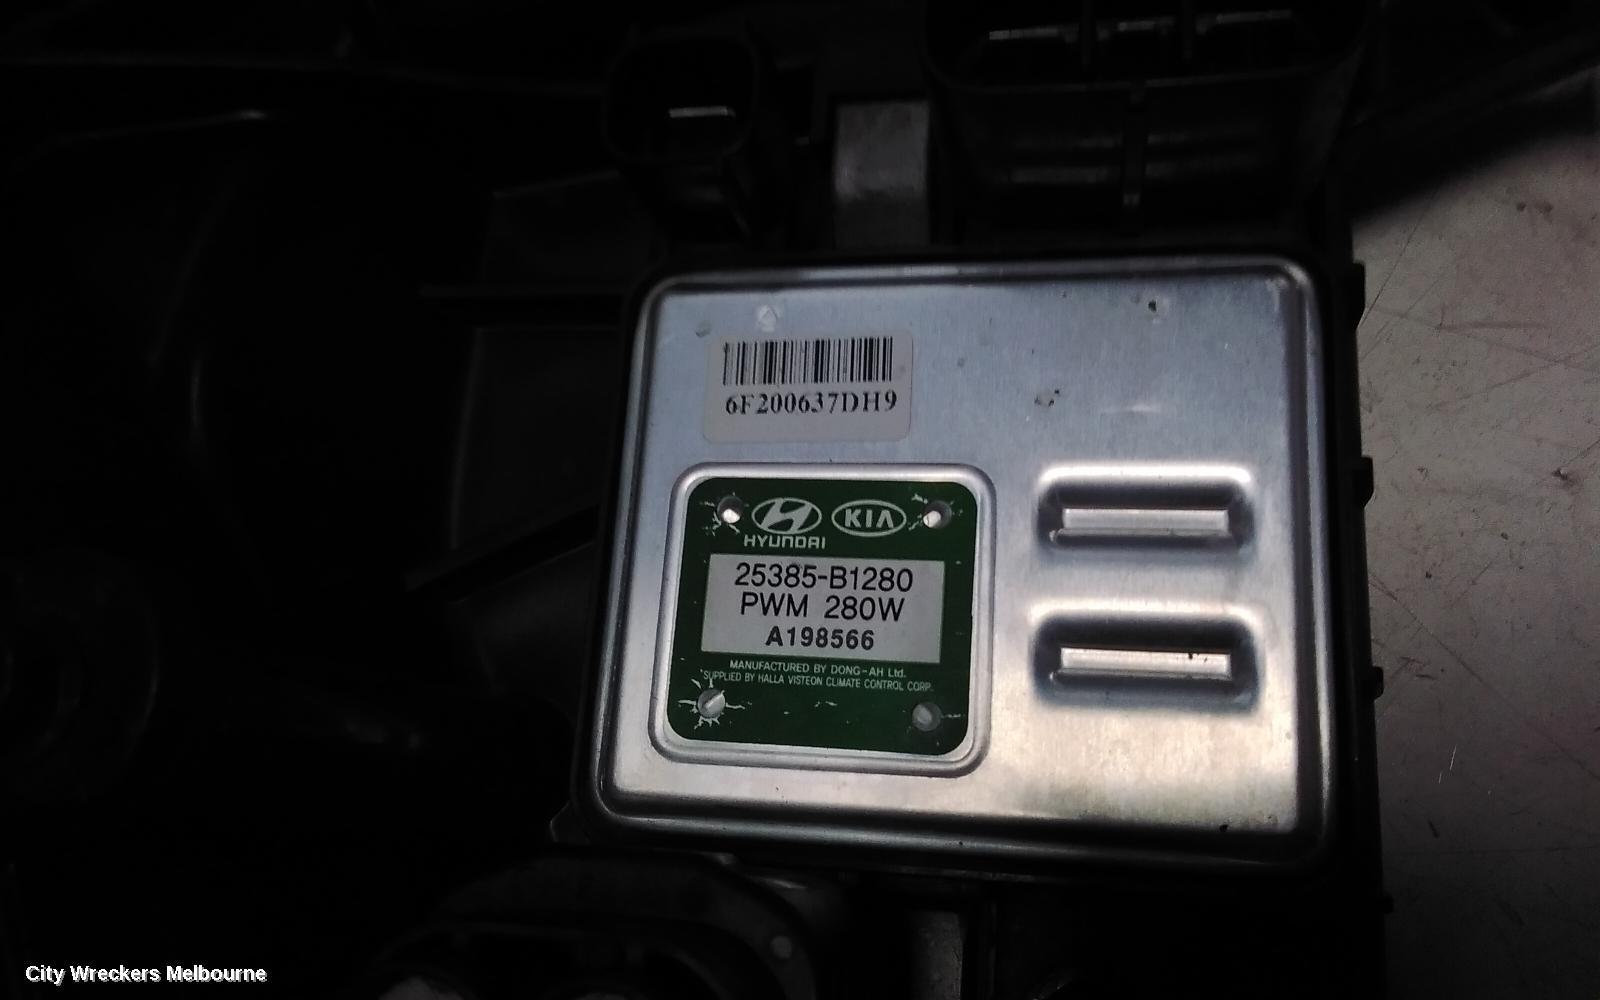 6F200637DH9
HYUNDAI KIA
25385-B1280
PWM 280W
A198566
MANUFACTURED BY DONG-AH Ltd.
SUPPLIED BY HALLA VISTEON CLIMATE CONTROL CORP.
City Wreckers Melbourne